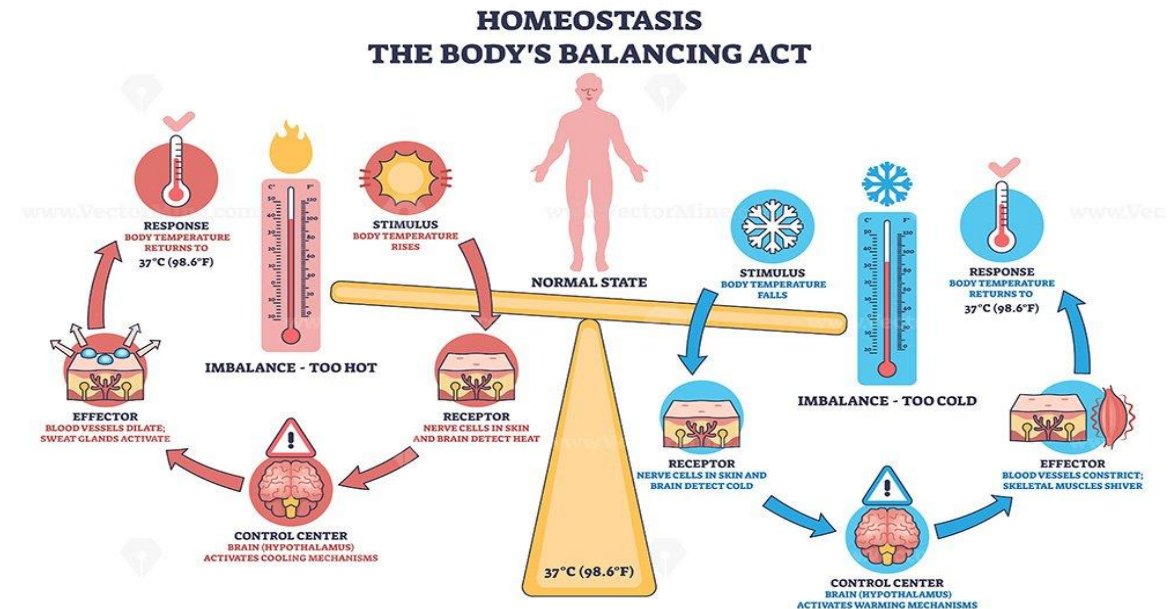 HOMEOSTASIS
THE BODY'S BALANCING ACT
RESPONSE
BODY TEMPERATURE
RETURNS TO
37°C (98.6°F)
C° F°
STIMULUS
BODY TEMPERATURE
RISES
IMBALANCE - TOO HOT
EFFECTOR
BLOOD VESSELS DILATE;
SWEAT GLANDS ACTIVATE
RECEPTOR
NERVE CELLS IN SKIN
AND BRAIN DETECT HEAT
CONTROL CENTER
BRAIN (HYPOTHALAMUS)
ACTIVATES COOLING MECHANISMS
NORMAL STATE
37°C (98.6°F)
STIMULUS
BODY TEMPERATURE
FALLS
C° F°
RESPONSE
BODY TEMPERATURE
RETURNS TO
37°C (98.6°F)
IMBALANCE - TOO COLD
RECEPTOR
NERVE CELLS IN SKIN AND
BRAIN DETECT COLD
EFFECTOR
BLOOD VESSELS CONSTRICT;
SKELETAL MUSCLES SHIVER
CONTROL CENTER
BRAIN (HYPOTHALAMUS)
ACTIVATES WARMING MECHANISMS
www.VectorMine.com